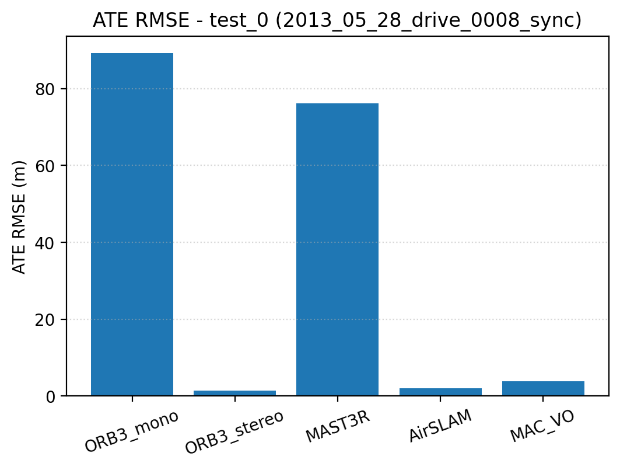 ATE RMSE - test_0 (2013_05_28_drive_0008_sync)
ATE RMSE (m)
80
60
40
20
0
ORB3_mono
ORB3_stereo
MAST3R
AirSLAM
MAC_VO